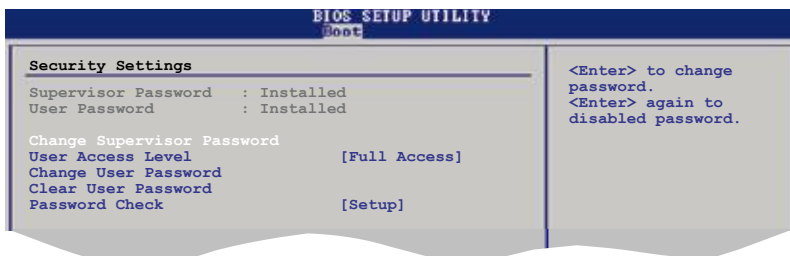 BIOS SETUP UTILITY
Boot
Security Settings
Supervisor Password : Installed
User Password : Installed
Change Supervisor Password
User Access Level [Full Access]
Change User Password
Clear User Password
Password Check [Setup]
<Enter> to change
password.
<Enter> again to
disabled password.